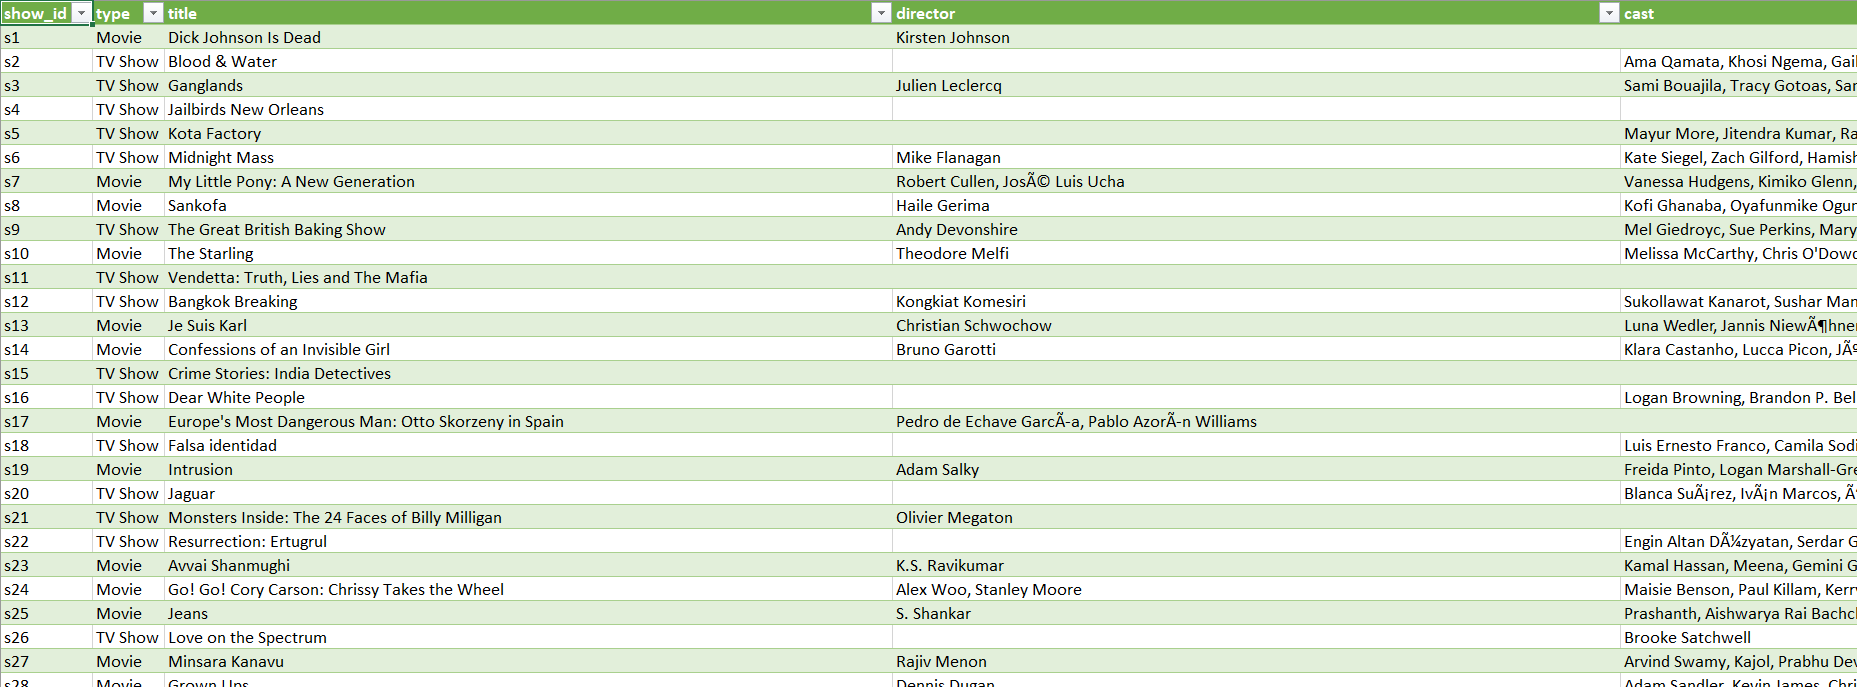 show_id type title director cast
s1 Movie Dick Johnson Is Dead Kirsten Johnson
s2 TV Show Blood & Water Ama Qamata, Khosi Ngema, Gail
s3 TV Show Ganglands Julien Leclercq Sami Bouajila, Tracy Gotoas, Sam
s4 TV Show Jailbirds New Orleans
s5 TV Show Kota Factory Mayur More, Jitendra Kumar, Ra
s6 TV Show Midnight Mass Mike Flanagan Kate Siegel, Zach Gilford, Hamish
s7 Movie My Little Pony: A New Generation Robert Cullen, JosÃ© Luis Ucha Vanessa Hudgens, Kimiko Glenn,
s8 Movie Sankofa Haile Gerima Kofi Ghanaba, Oyafunmike Ogun
s9 TV Show The Great British Baking Show Andy Devonshire Mel Giedroyc, Sue Perkins, Mary
s10 Movie The Starling Theodore Melfi Melissa McCarthy, Chris O'Dowd
s11 TV Show Vendetta: Truth, Lies and The Mafia
s12 TV Show Bangkok Breaking Kongkiat Komesiri Sukollawat Kanarot, Sushar Man
s13 Movie Je Suis Karl Christian Schwochow Luna Wedler, Jannis NiewÃ¶hner
s14 Movie Confessions of an Invisible Girl Bruno Garotti Klara Castanho, Lucca Picon, JÃº
s15 TV Show Crime Stories: India Detectives
s16 TV Show Dear White People Logan Browning, Brandon P. Bel
s17 Movie Europe's Most Dangerous Man: Otto Skorzeny in Spain Pedro de Echave GarcÃ-a, Pablo AzorÃ-n Williams
s18 TV Show Falsa identidad Luis Ernesto Franco, Camila Sodi
s19 Movie Intrusion Adam Salky Freida Pinto, Logan Marshall-Gre
s20 TV Show Jaguar Blanca SuÃ¡rez, IvÃ¡n Marcos, Ã
s21 TV Show Monsters Inside: The 24 Faces of Billy Milligan Olivier Megaton
s22 TV Show Resurrection: Ertugrul Engin Altan DÃ¼zyatan, Serdar G
s23 Movie Avvai Shanmughi K.S. Ravikumar Kamal Hassan, Meena, Gemini G
s24 Movie Go! Go! Cory Carson: Chrissy Takes the Wheel Alex Woo, Stanley Moore Maisie Benson, Paul Killam, Kerry
s25 Movie Jeans S. Shankar Prashanth, Aishwarya Rai Bachch
s26 TV Show Love on the Spectrum Brooke Satchwell
s27 Movie Minsara Kanavu Rajiv Menon Arvind Swamy, Kajol, Prabhu Dev
s28 Movie Grown Ups Dennis Dugan Adam Sandler, Kevin James, Chri